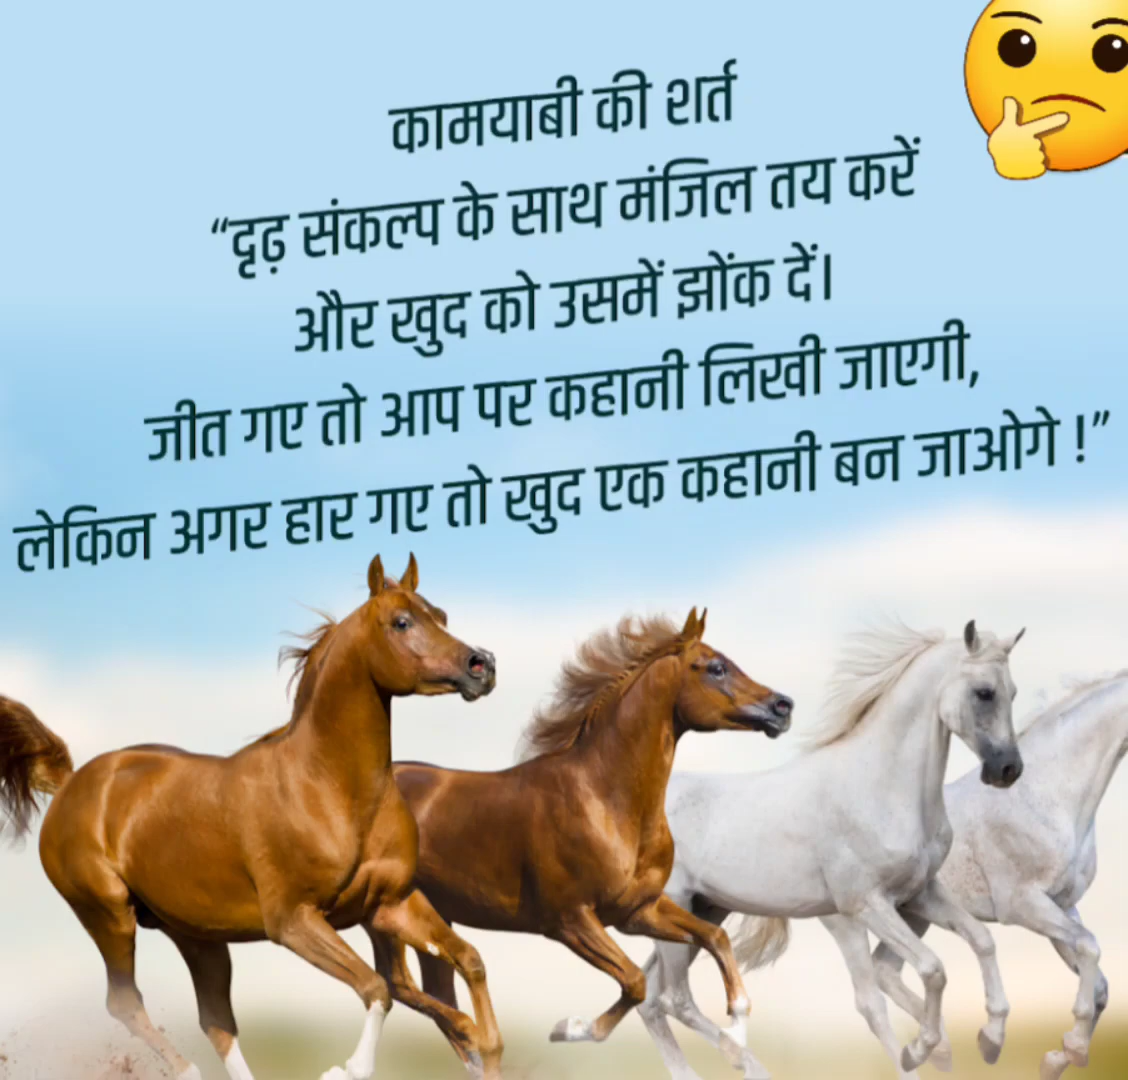 कामयाबी की शर्त
“दृढ़ संकल्प के साथ मंजिल तय करें
और खुद को उसमें झोंक दें।
जीत गए तो आप पर कहानी लिखी जाएगी,
लेकिन अगर हार गए तो खुद एक कहानी बन जाओगे !”